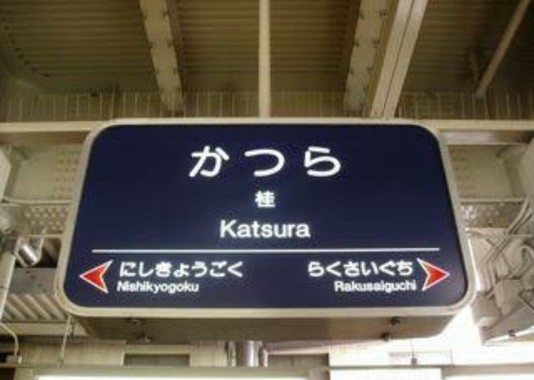 かつら
桂
Katsura
にしきょうごく らくさいぐち
Nishikyogoku Rakusaiguchi